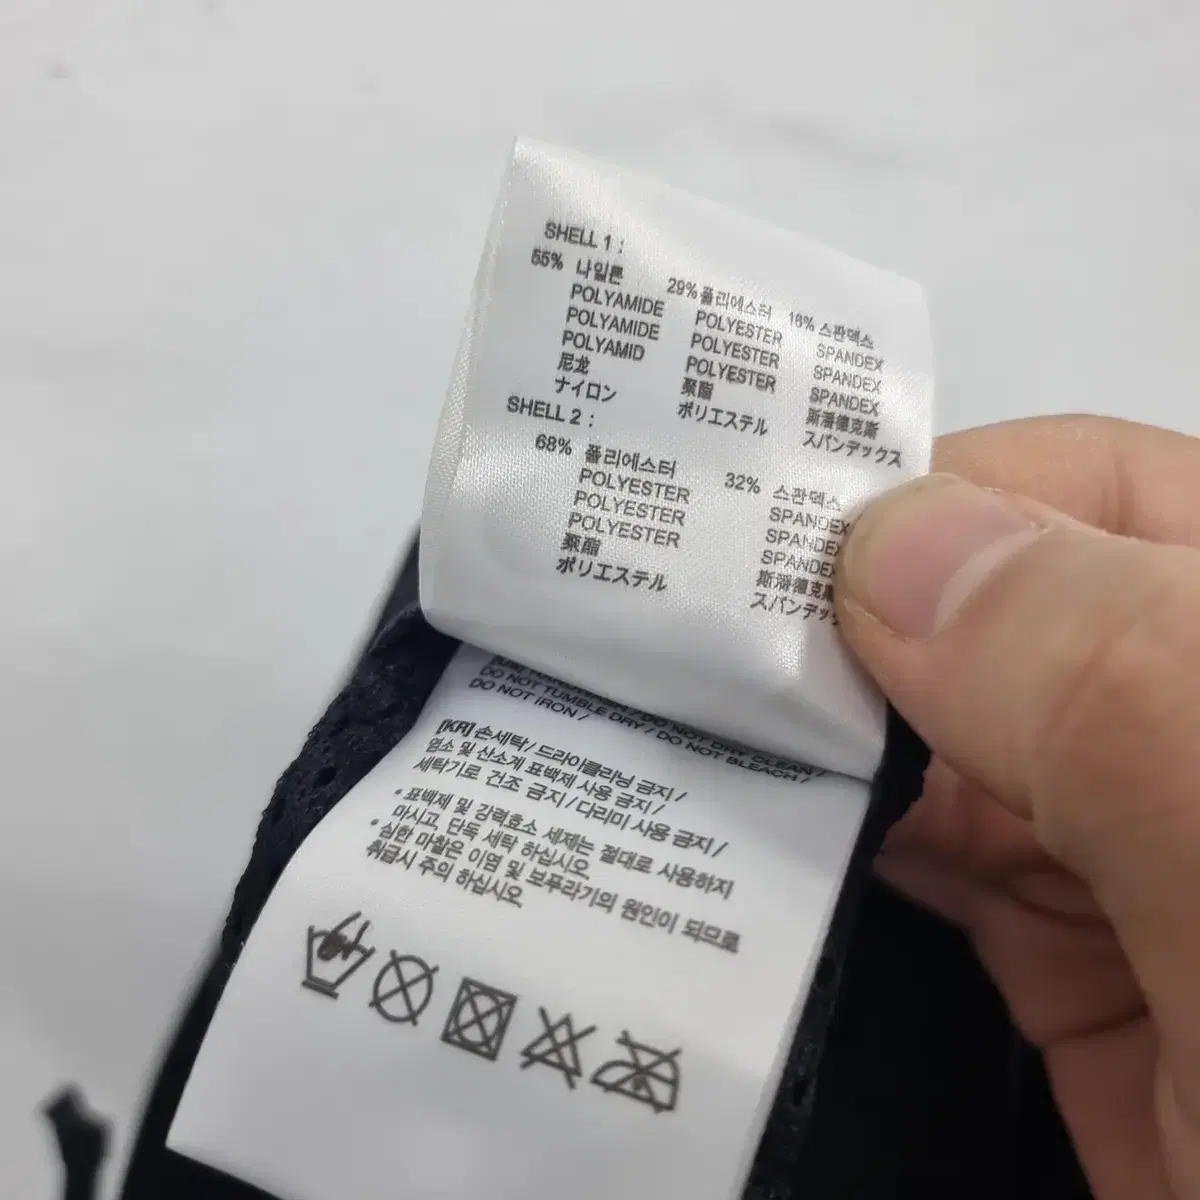 SHELL 1 :
55% 나일론 29% 폴리에스터 16% 스판덱스
POLYAMIDE POLYESTER SPANDEX
POLYAMIDE POLYESTER SPANDEX
POLYAMID POLYESTER SPANDEX
尼龙 聚酯 斯潘德克斯
ナイロン ポリエステル スパンデックス
SHELL 2 :
68% 폴리에스터 32% 스판덱스
POLYESTER SPANDEX
POLYESTER SPANDEX
POLYESTER SPANDEX
聚酯 斯潘德克
ポリエステル スパンデッ
DO NOT TUMBLE DRY / DO NOT DRY CLEAN /
DO NOT IRON / DO NOT BLEACH /
[KR] 손세탁 / 드라이클리닝 금지 /
염소 및 산소계 표백제 사용 금지 /
세탁기로 건조 금지 / 다리미 사용 금지 /
* 표백제 및 강력효소 세제는 절대로 사용하지
마시고, 단독 세탁 하십시오.
* 심한 마찰은 이염 및 보푸라기의 원인이 되므로
취급시 주의 하십시오.